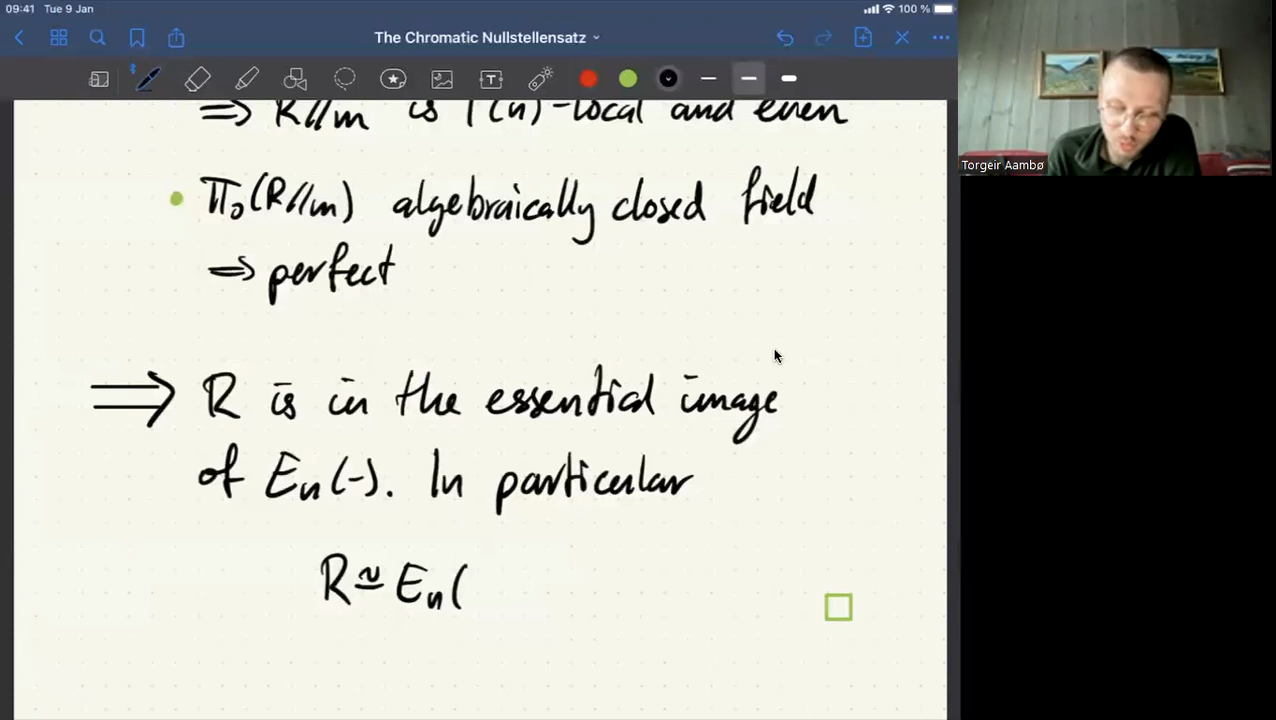 09:41 Tue 9 Jan
100 %
The Chromatic Nullstellensatz
⇒ R//m is T(n)-local and even
Torgeir Aambø
• π₀(R//m) algebraically closed field
⇒ perfect
⇒ R is in the essential image
of Eₙ(-). In particular
R ≃ Eₙ(